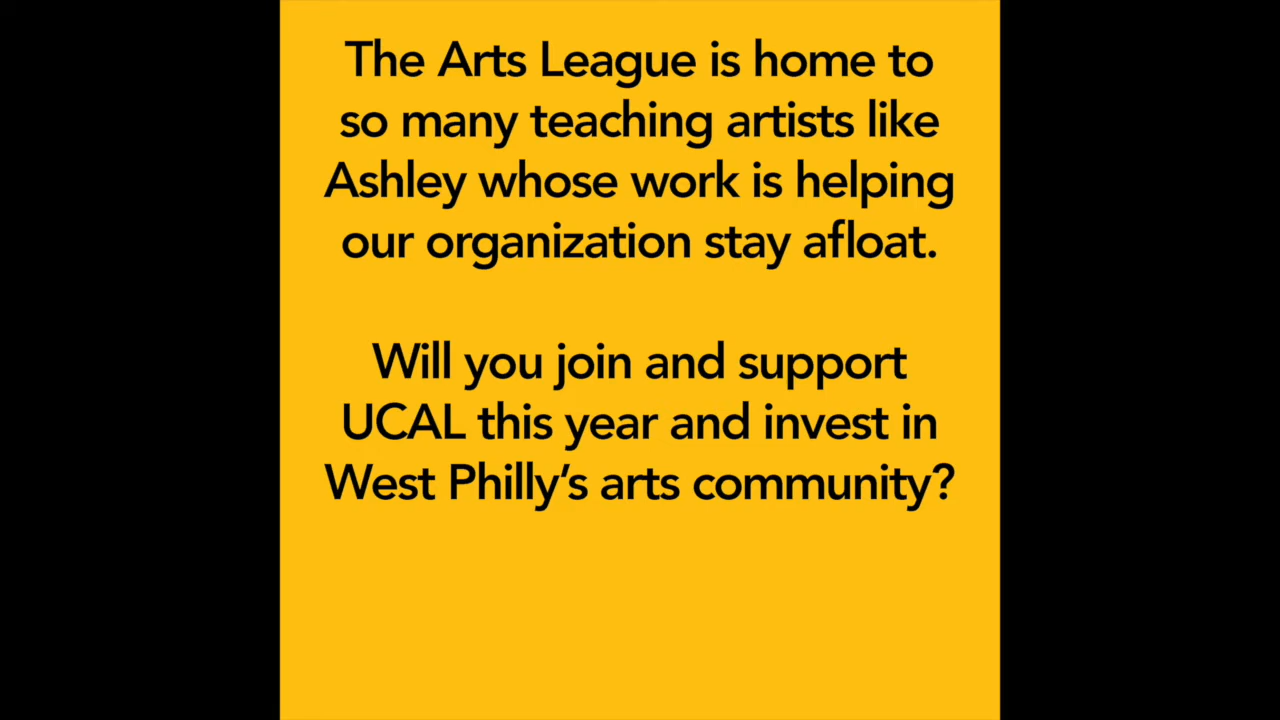 The Arts League is home to
so many teaching artists like
Ashley whose work is helping
our organization stay afloat.
Will you join and support
UCAL this year and invest in
West Philly’s arts community?